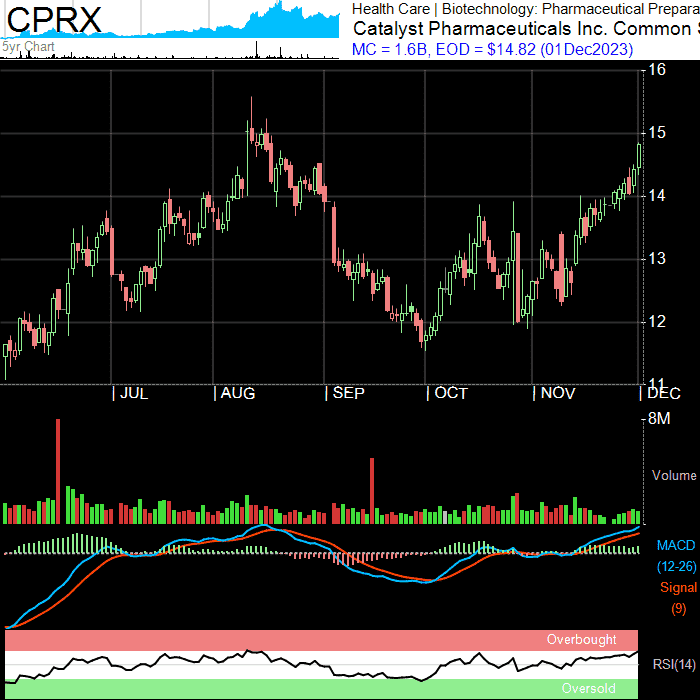 CPRX
5yr Chart
Health Care | Biotechnology: Pharmaceutical Prepara
Catalyst Pharmaceuticals Inc. Common
MC = 1.6B, EOD = $14.82 (01Dec2023)
16
15
14
13
12
11
| JUL | AUG | SEP | OCT | NOV | DEC
8M
Volume
MACD
(12-26)
Signal
(9)
Overbought
RSI(14)
Oversold